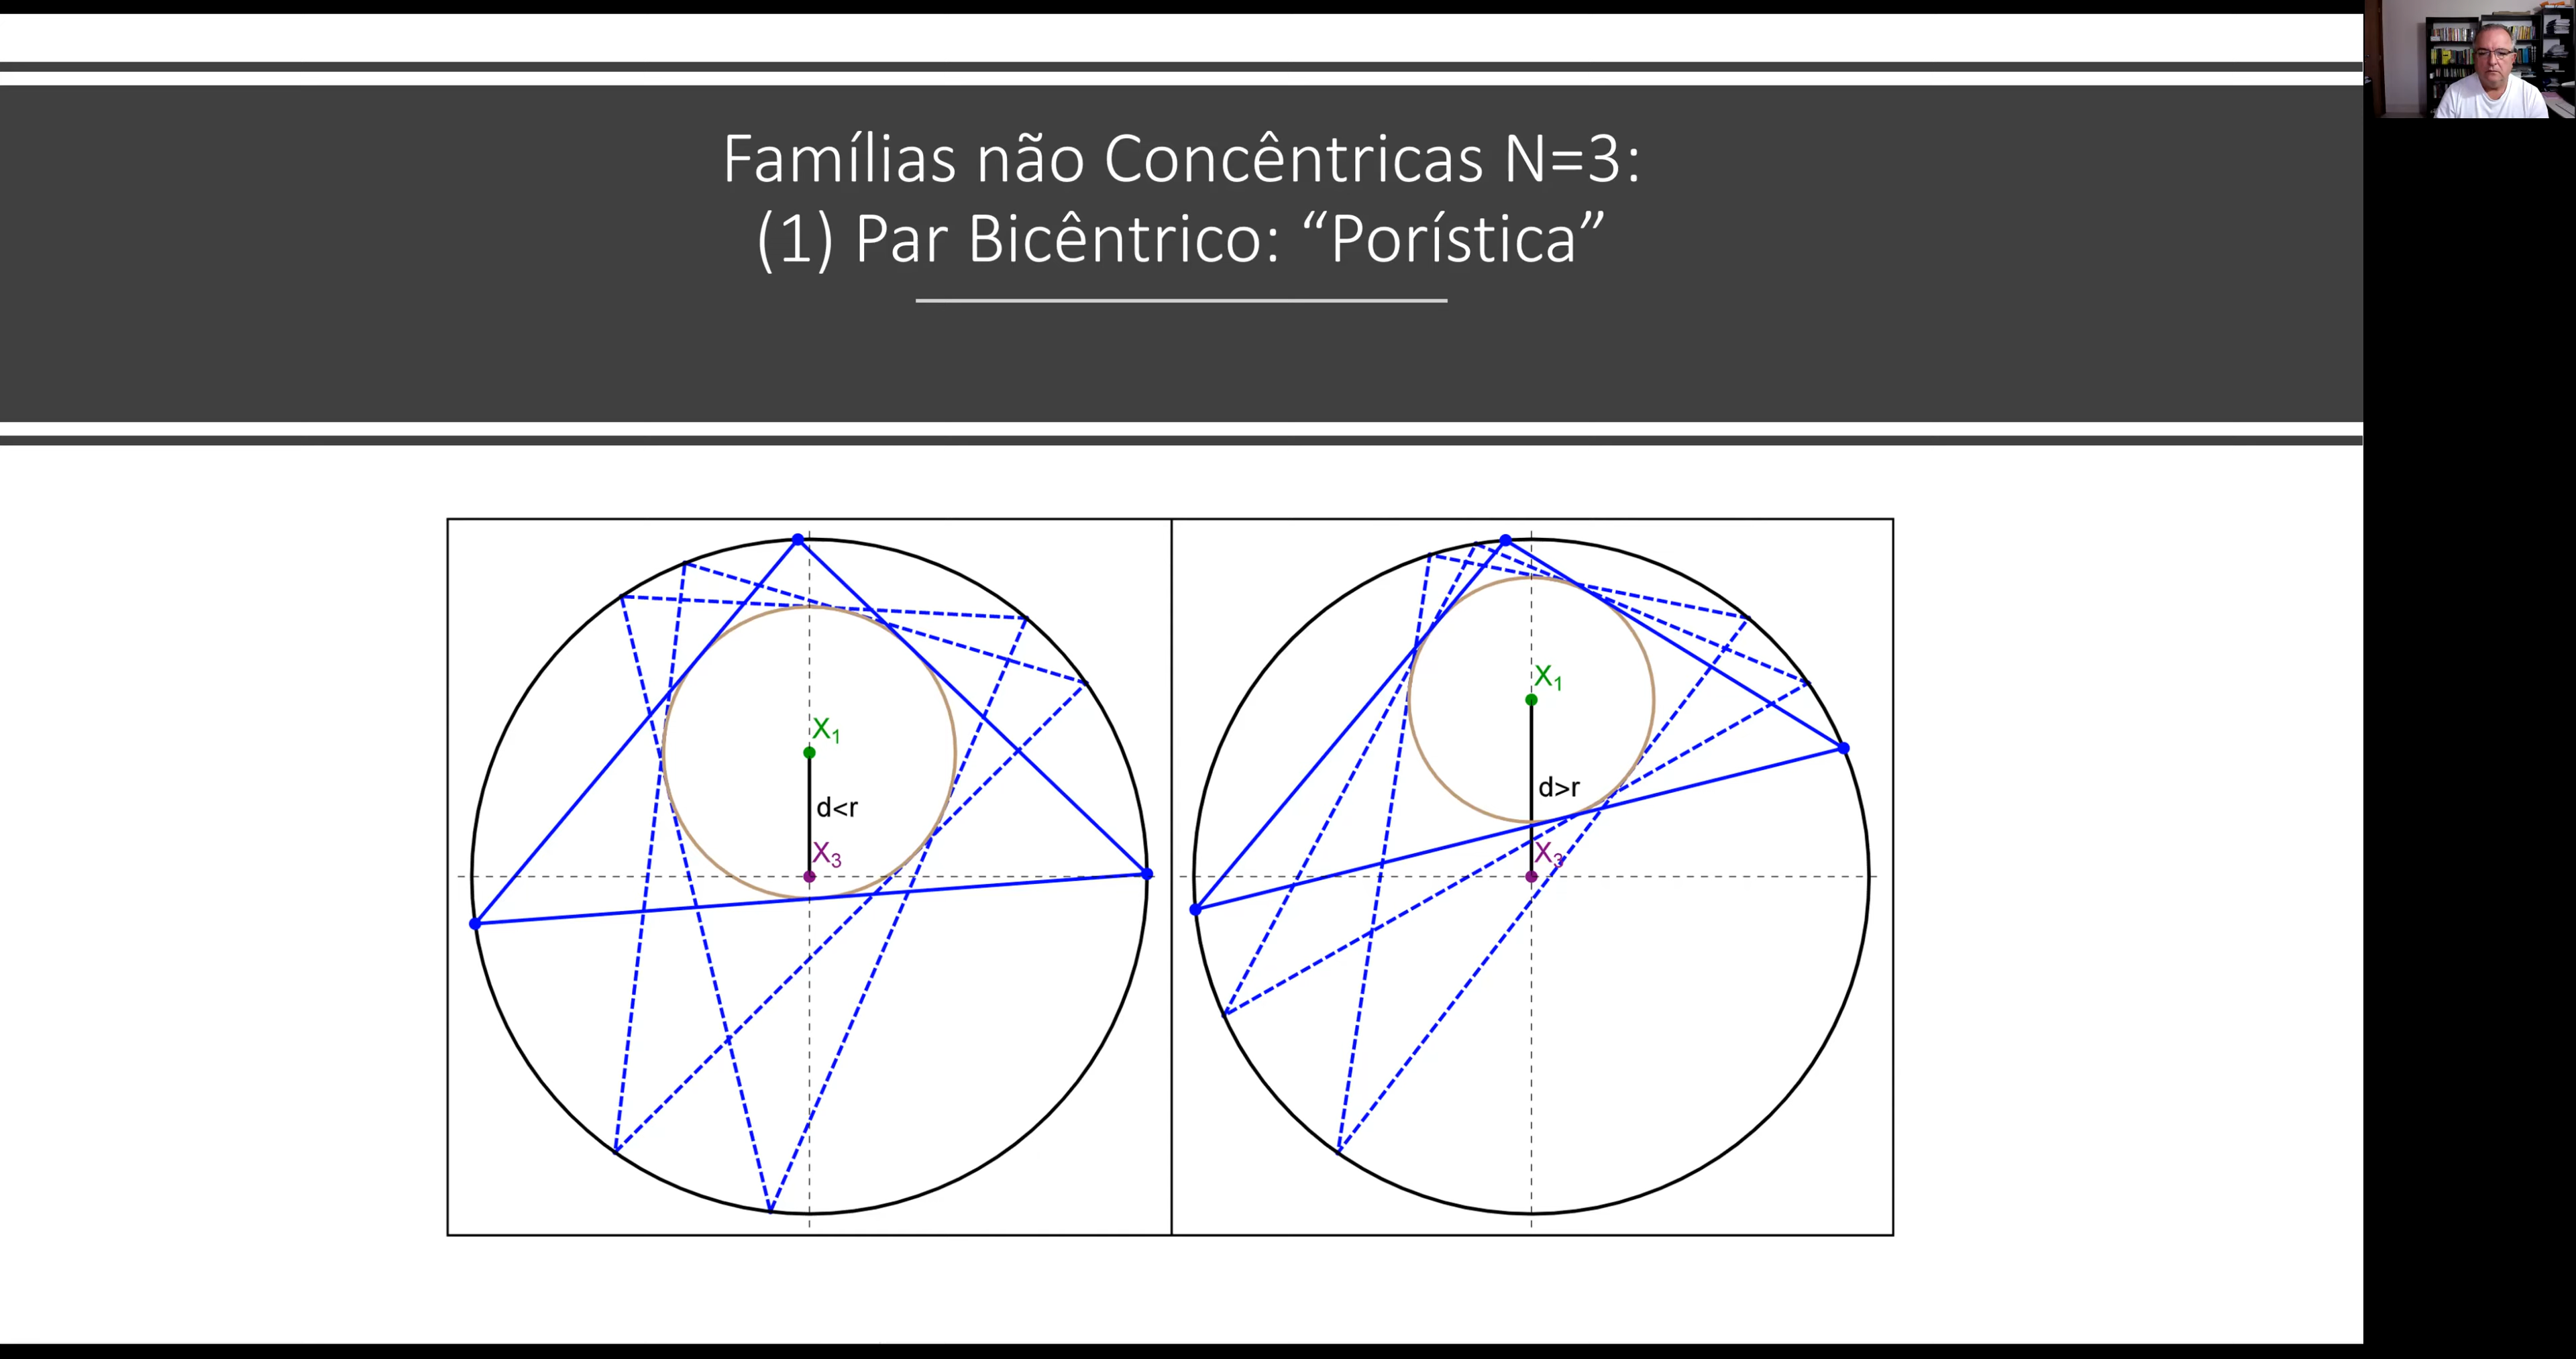 Famílias não Concêntricas N=3:
(1) Par Bicêntrico: “Porística”
X₁
d<r
X₃
X₁
d>r
X₃